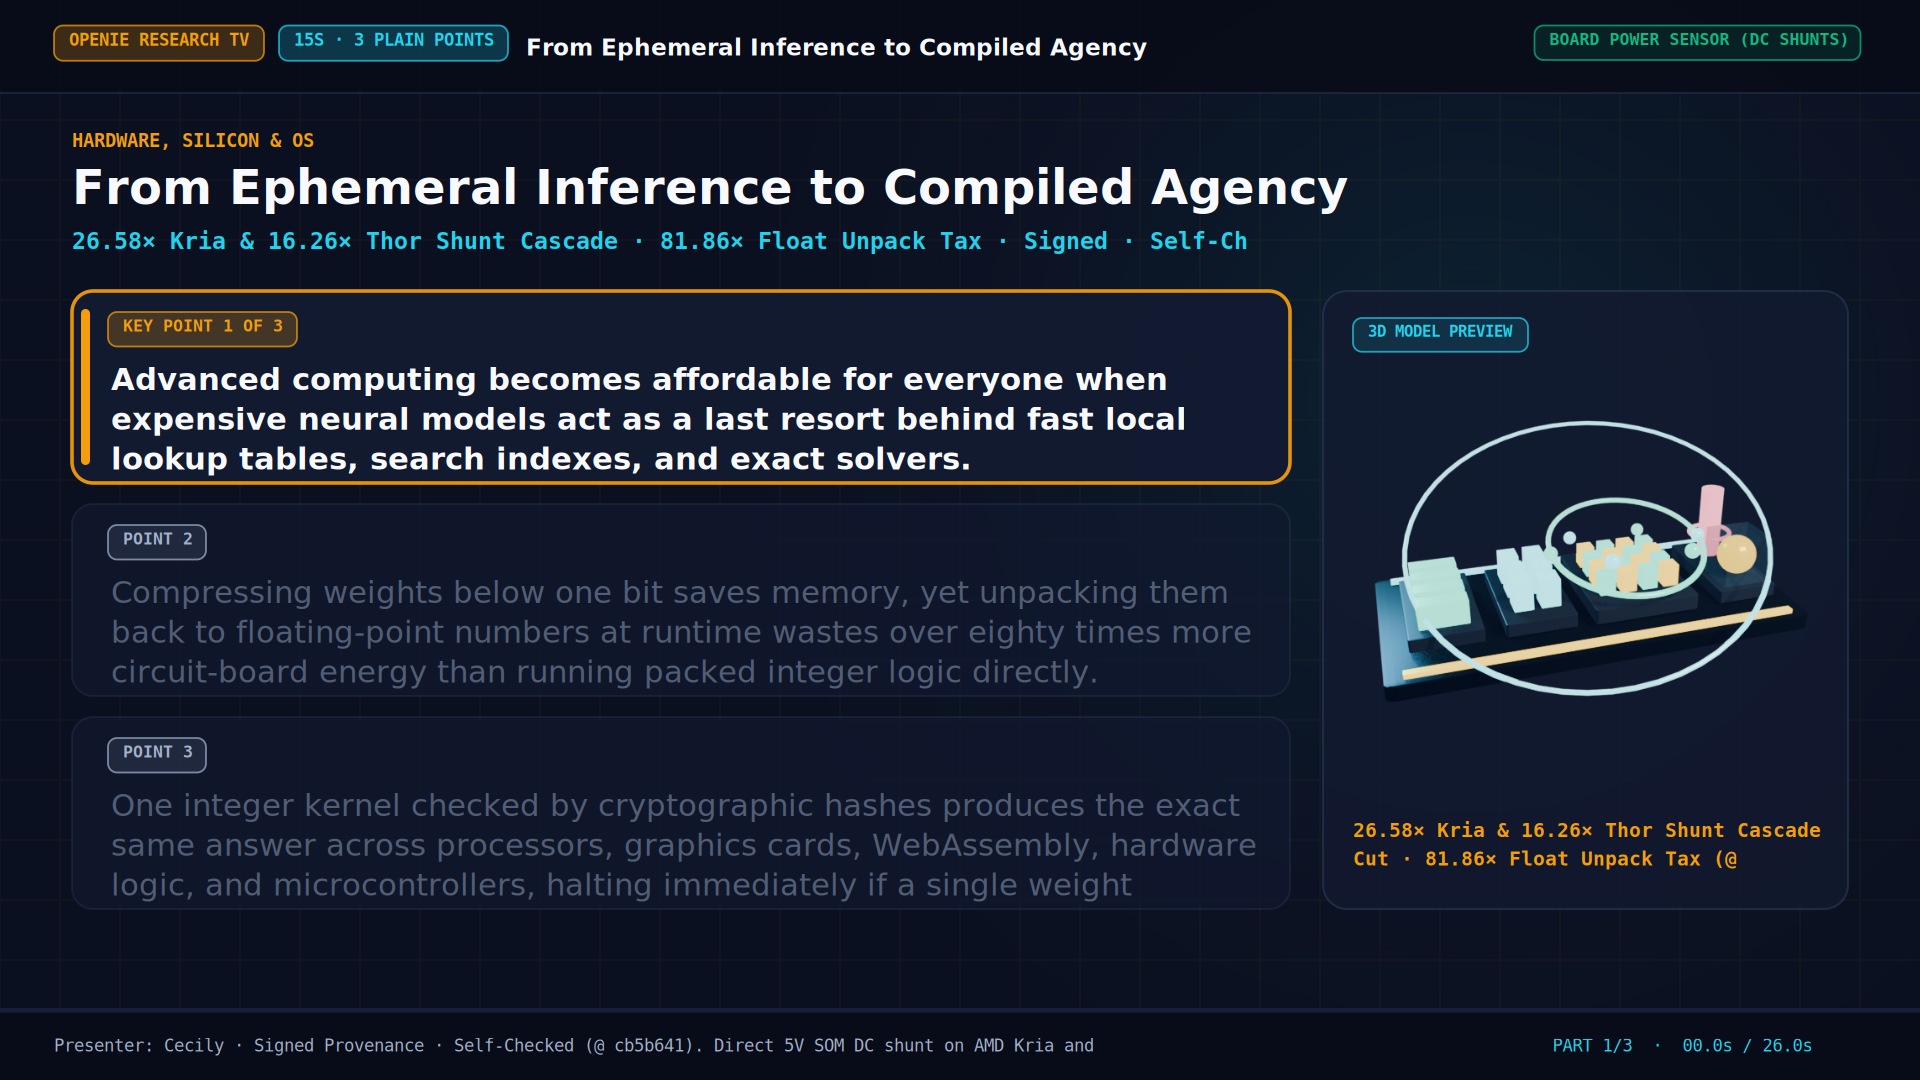 OPENIE RESEARCH TV
15S · 3 PLAIN POINTS
From Ephemeral Inference to Compiled Agency
BOARD POWER SENSOR (DC SHUNTS)
HARDWARE, SILICON & OS
From Ephemeral Inference to Compiled Agency
26.58× Kria & 16.26× Thor Shunt Cascade · 81.86× Float Unpack Tax · Signed · Self-Ch
KEY POINT 1 OF 3
Advanced computing becomes affordable for everyone when
expensive neural models act as a last resort behind fast local
lookup tables, search indexes, and exact solvers.
POINT 2
Compressing weights below one bit saves memory, yet unpacking them
back to floating-point numbers at runtime wastes over eighty times more
circuit-board energy than running packed integer logic directly.
POINT 3
One integer kernel checked by cryptographic hashes produces the exact
same answer across processors, graphics cards, WebAssembly, hardware
logic, and microcontrollers, halting immediately if a single weight
3D MODEL PREVIEW
26.58× Kria & 16.26× Thor Shunt Cascade
Cut · 81.86× Float Unpack Tax (@
Presenter: Cecily · Signed Provenance · Self-Checked (@ cb5b641). Direct 5V SOM DC shunt on AMD Kria and
PART 1/3 · 00.0s / 26.0s